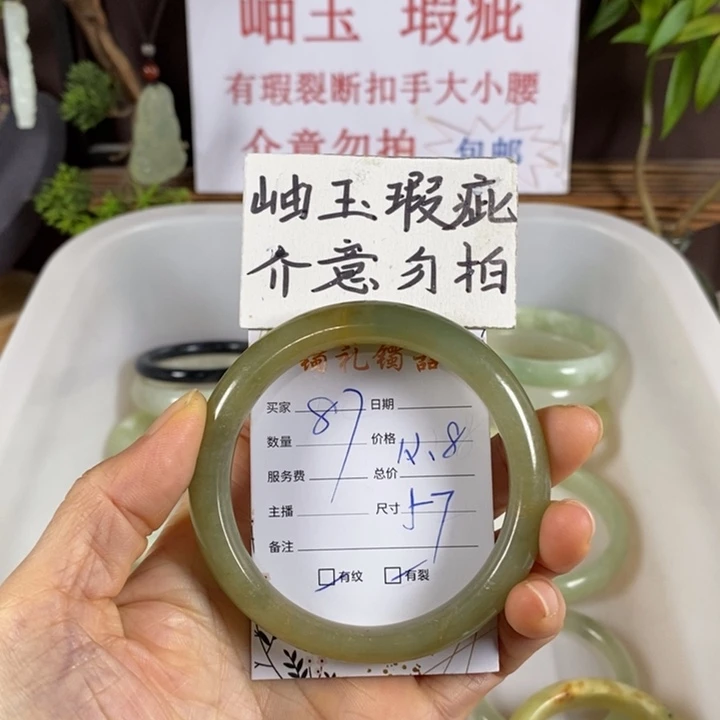 岫玉 瑕疵
有瑕裂断扣手大小腰
介意勿拍 包邮
岫玉瑕疵
介意勿拍
买家 87 日期
数量 价格 12.8
服务费 总价
主播 尺寸 57
备注
有纹 有裂